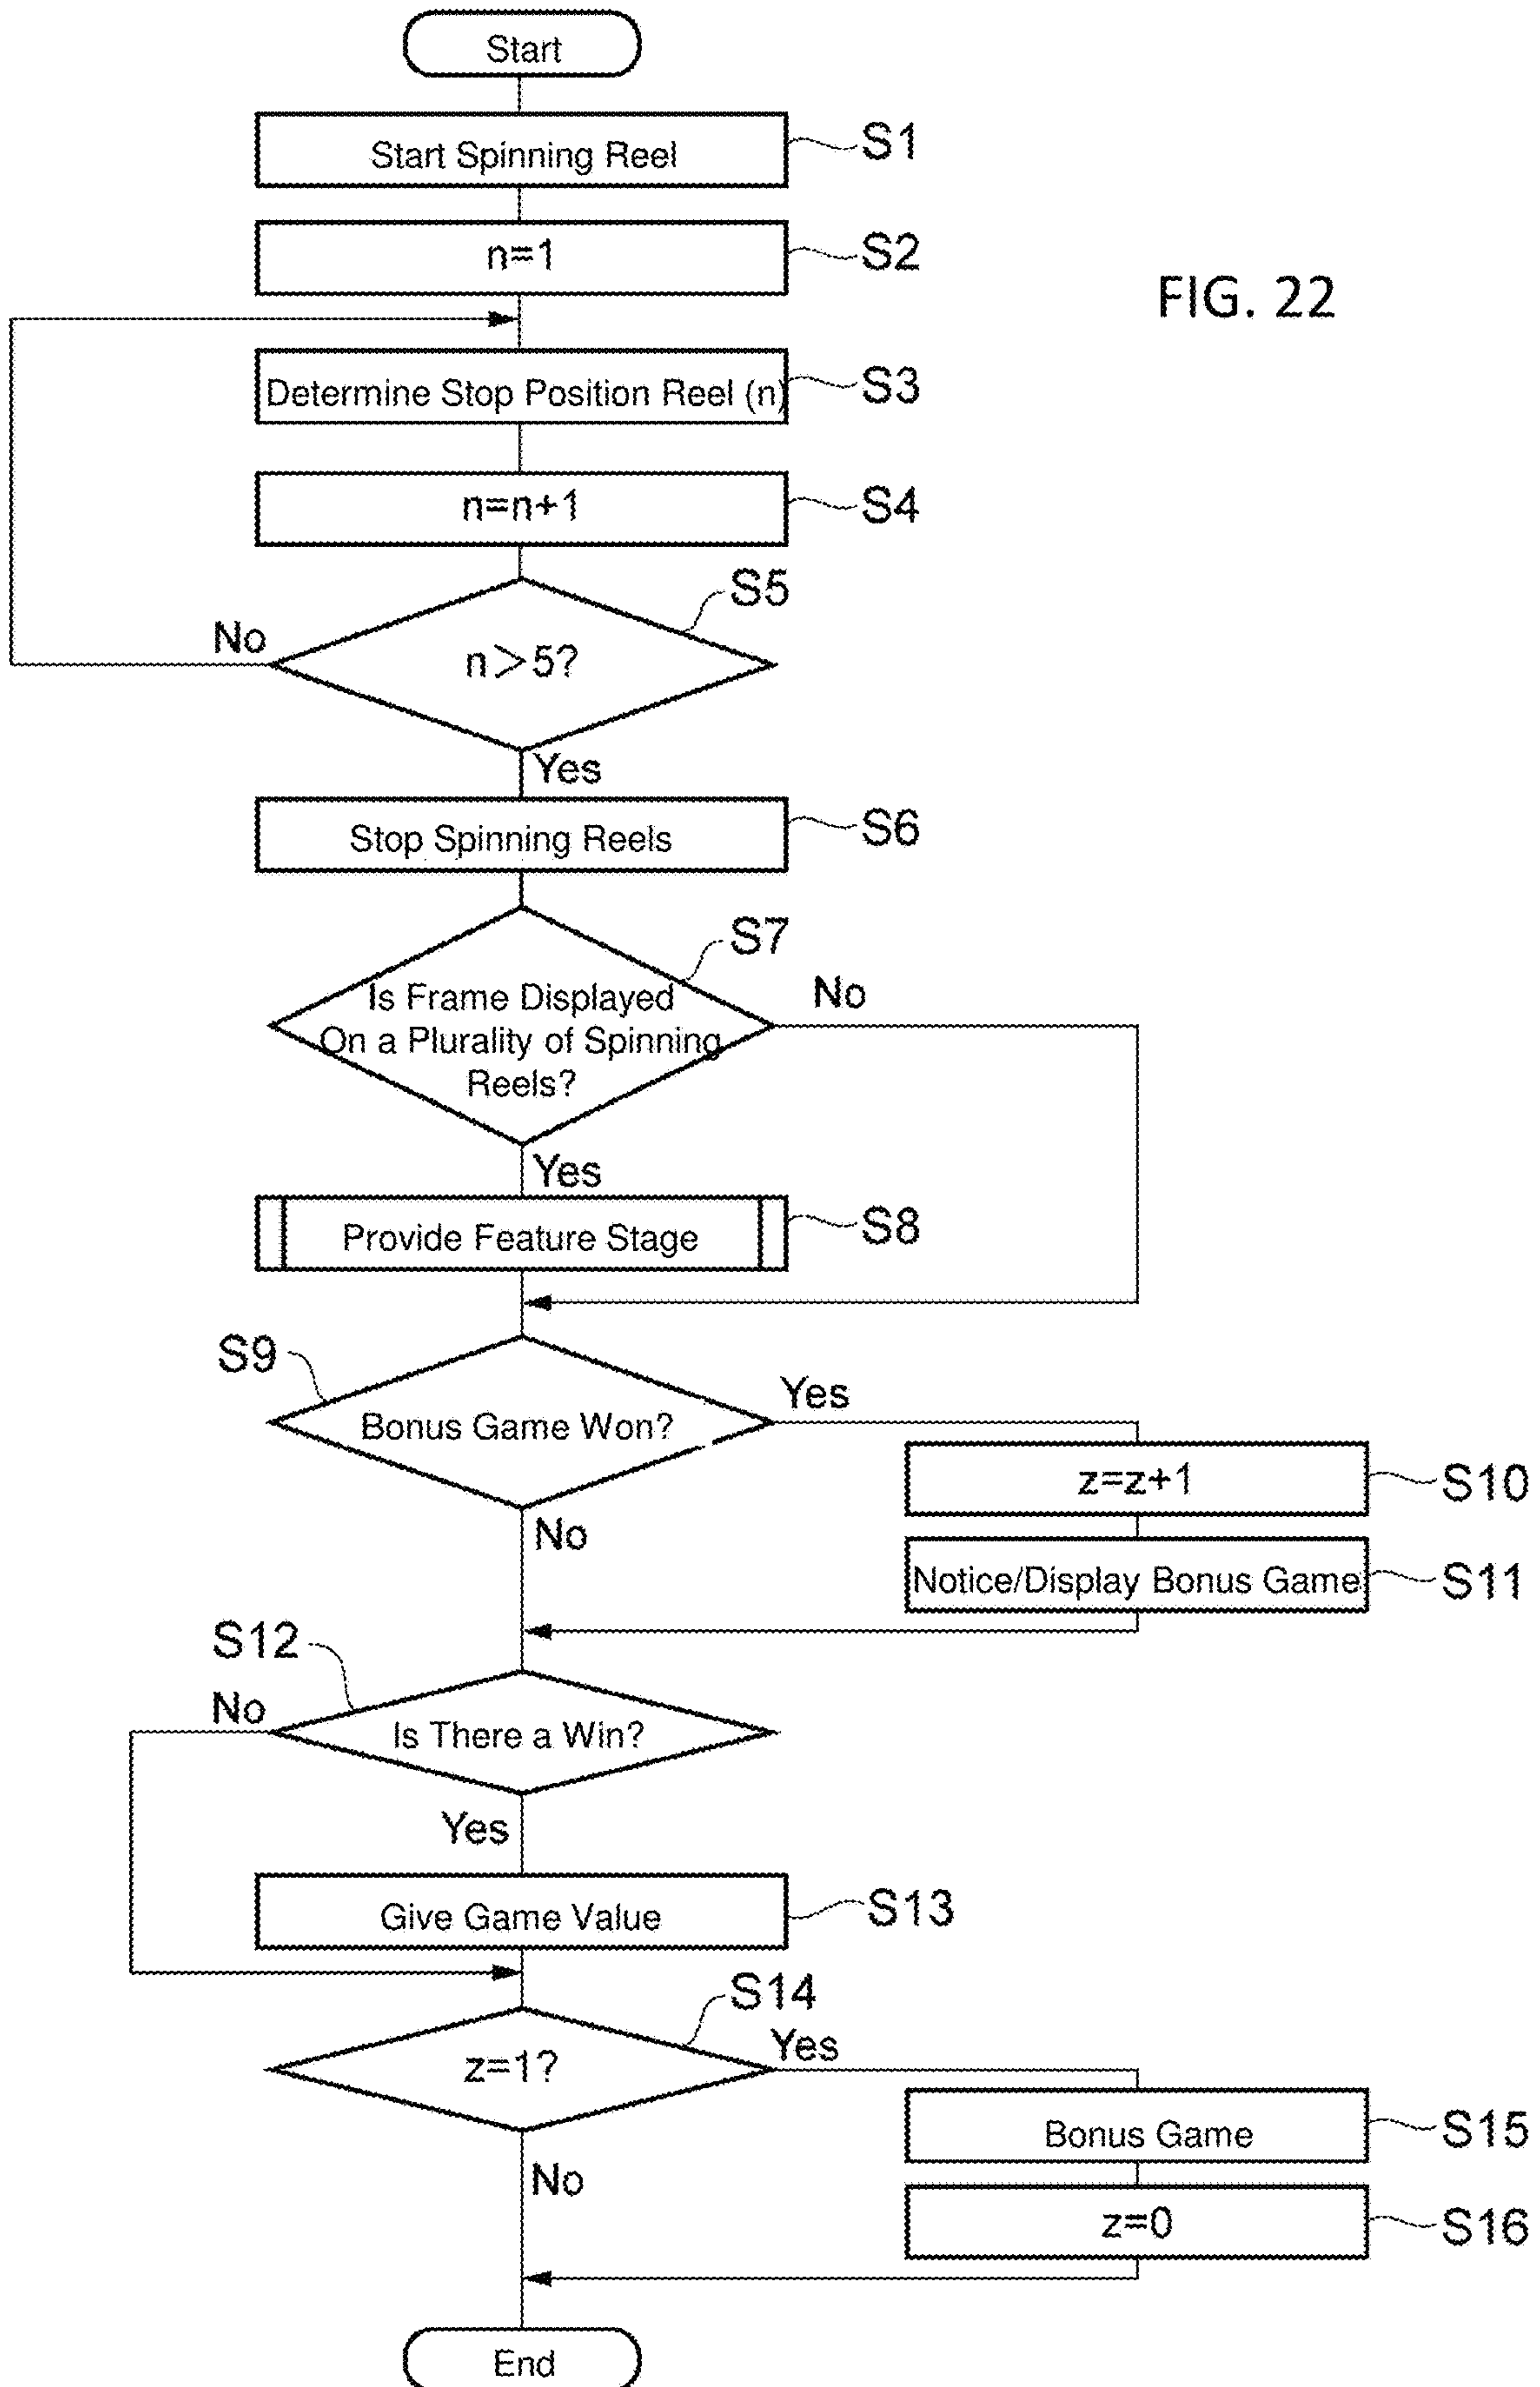 Start
Start Spinning Reel
S1
n=1
S2
FIG. 22
Determine Stop Position Reel (n)
S3
n=n+1
S4
S5
No
n>5?
Yes
Stop Spinning Reels
S6
S7
Is Frame Displayed
On a Plurality of Spinning
Reels?
No
Yes
Provide Feature Stage
S8
S9
Bonus Game Won?
Yes
z=z+1
S10
No
Notice/Display Bonus Game
S11
S12
No
Is There a Win?
Yes
Give Game Value
S13
S14
z=1?
Yes
Bonus Game
S15
No
z=0
S16
End